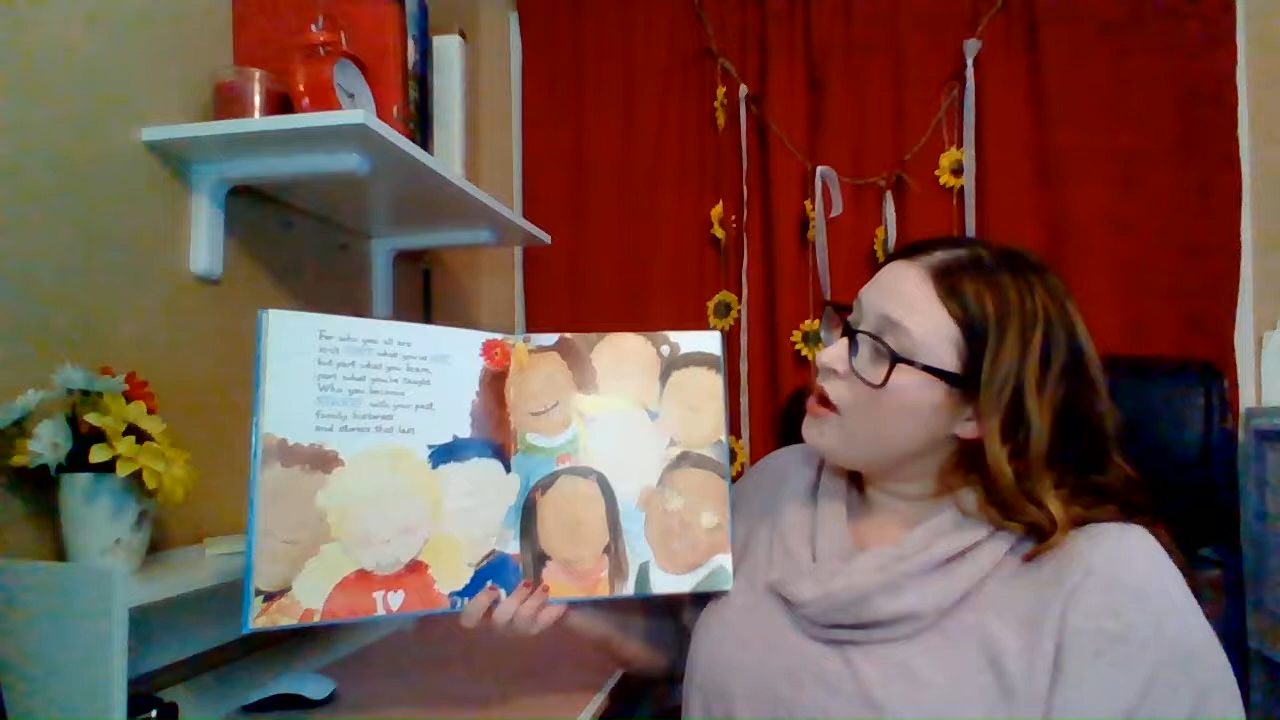 For who you all are
isn't what you've
but part what you learn,
part what you're taught.
Who you become
with your past,
family histories
and stories that last.
I